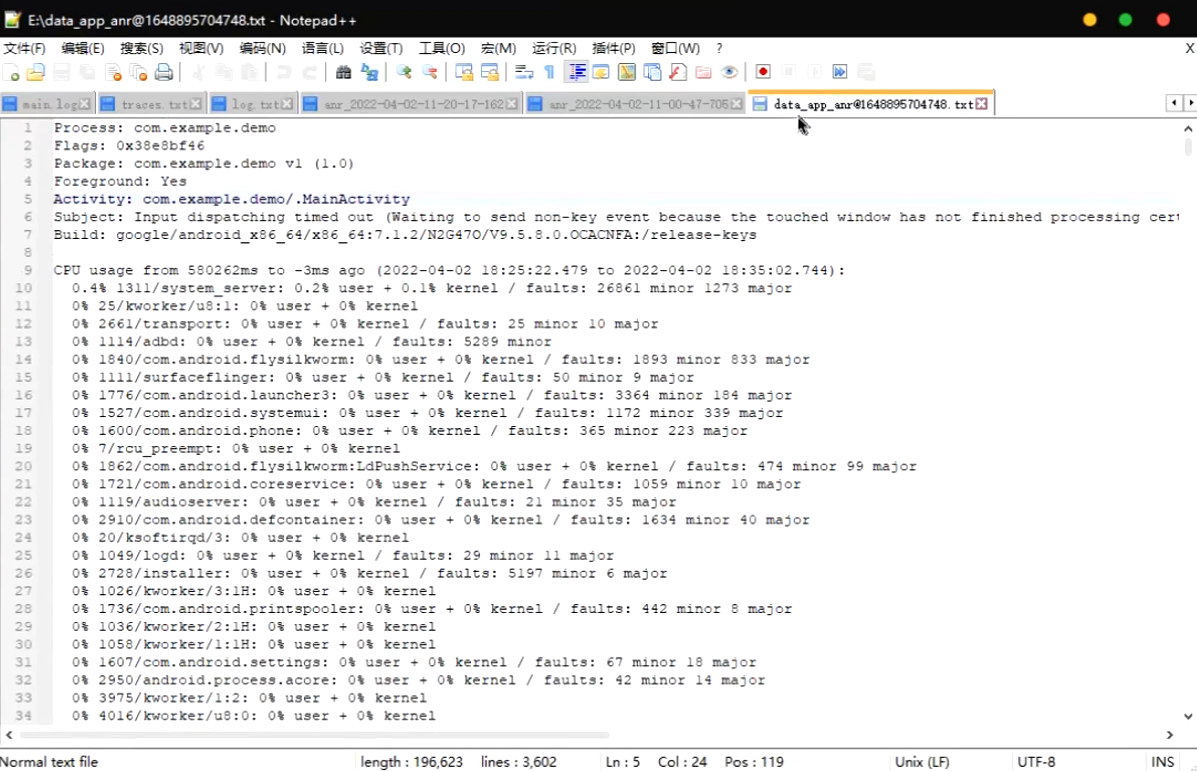 E:\data_app_anr@1648895704748.txt - Notepad++
文件(F) 编辑(E) 搜索(S) 视图(V) 编码(N) 语言(L) 设置(T) 工具(O) 宏(M) 运行(R) 插件(P) 窗口(W) ? X
main.log traces.txt log.txt anr_2022-04-02-11-20-17-162 anr_2022-04-02-11-00-47-706 data_app_anr@1648895704748.txt
1 Process: com.example.demo
2 Flags: 0x38e8bf46
3 Package: com.example.demo v1 (1.0)
4 Foreground: Yes
5 Activity: com.example.demo/.MainActivity
6 Subject: Input dispatching timed out (Waiting to send non-key event because the touched window has not finished processing cert
7 Build: google/android_x86_64/x86_64:7.1.2/N2G47O/V9.5.8.0.OCACNFA:/release-keys
8
9 CPU usage from 580262ms to -3ms ago (2022-04-02 18:25:22.479 to 2022-04-02 18:35:02.744):
10 0.4% 1311/system_server: 0.2% user + 0.1% kernel / faults: 26861 minor 1273 major
11 0% 25/kworker/u8:1: 0% user + 0% kernel
12 0% 2661/transport: 0% user + 0% kernel / faults: 25 minor 10 major
13 0% 1114/adbd: 0% user + 0% kernel / faults: 5289 minor
14 0% 1840/com.android.flysilkworm: 0% user + 0% kernel / faults: 1893 minor 833 major
15 0% 1111/surfaceflinger: 0% user + 0% kernel / faults: 50 minor 9 major
16 0% 1776/com.android.launcher3: 0% user + 0% kernel / faults: 3364 minor 184 major
17 0% 1527/com.android.systemui: 0% user + 0% kernel / faults: 1172 minor 339 major
18 0% 1600/com.android.phone: 0% user + 0% kernel / faults: 365 minor 223 major
19 0% 7/rcu_preempt: 0% user + 0% kernel
20 0% 1862/com.android.flysilkworm:LdPushService: 0% user + 0% kernel / faults: 474 minor 99 major
21 0% 1721/com.android.coreservice: 0% user + 0% kernel / faults: 1059 minor 10 major
22 0% 1119/audioserver: 0% user + 0% kernel / faults: 21 minor 35 major
23 0% 2910/com.android.defcontainer: 0% user + 0% kernel / faults: 1634 minor 40 major
24 0% 20/ksoftirqd/3: 0% user + 0% kernel
25 0% 1049/logd: 0% user + 0% kernel / faults: 29 minor 11 major
26 0% 2728/installer: 0% user + 0% kernel / faults: 5197 minor 6 major
27 0% 1026/kworker/3:1H: 0% user + 0% kernel
28 0% 1736/com.android.printspooler: 0% user + 0% kernel / faults: 442 minor 8 major
29 0% 1036/kworker/2:1H: 0% user + 0% kernel
30 0% 1058/kworker/1:1H: 0% user + 0% kernel
31 0% 1607/com.android.settings: 0% user + 0% kernel / faults: 67 minor 18 major
32 0% 2950/android.process.acore: 0% user + 0% kernel / faults: 42 minor 14 major
33 0% 3975/kworker/1:2: 0% user + 0% kernel
34 0% 4016/kworker/u8:0: 0% user + 0% kernel
Normal text file length : 196,623 lines : 3,602 Ln : 5 Col : 24 Pos : 119 Unix (LF) UTF-8 INS